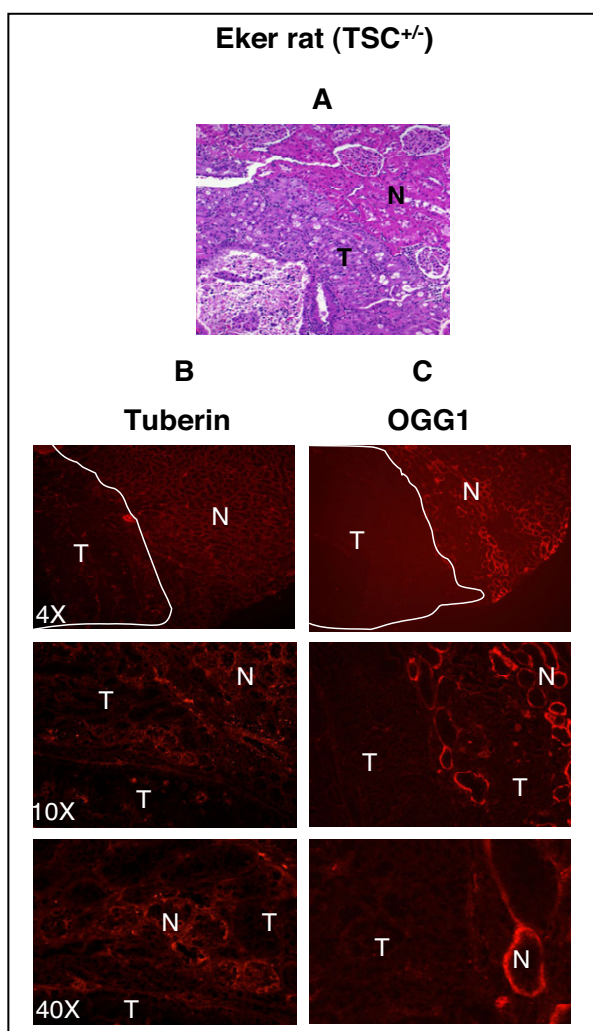 Eker rat (TSC+/-)
A
N
T
B C
Tuberin OGG1
T N
4X
T N
N
T
T
10X
N
T T
N T
T
40X
T
N